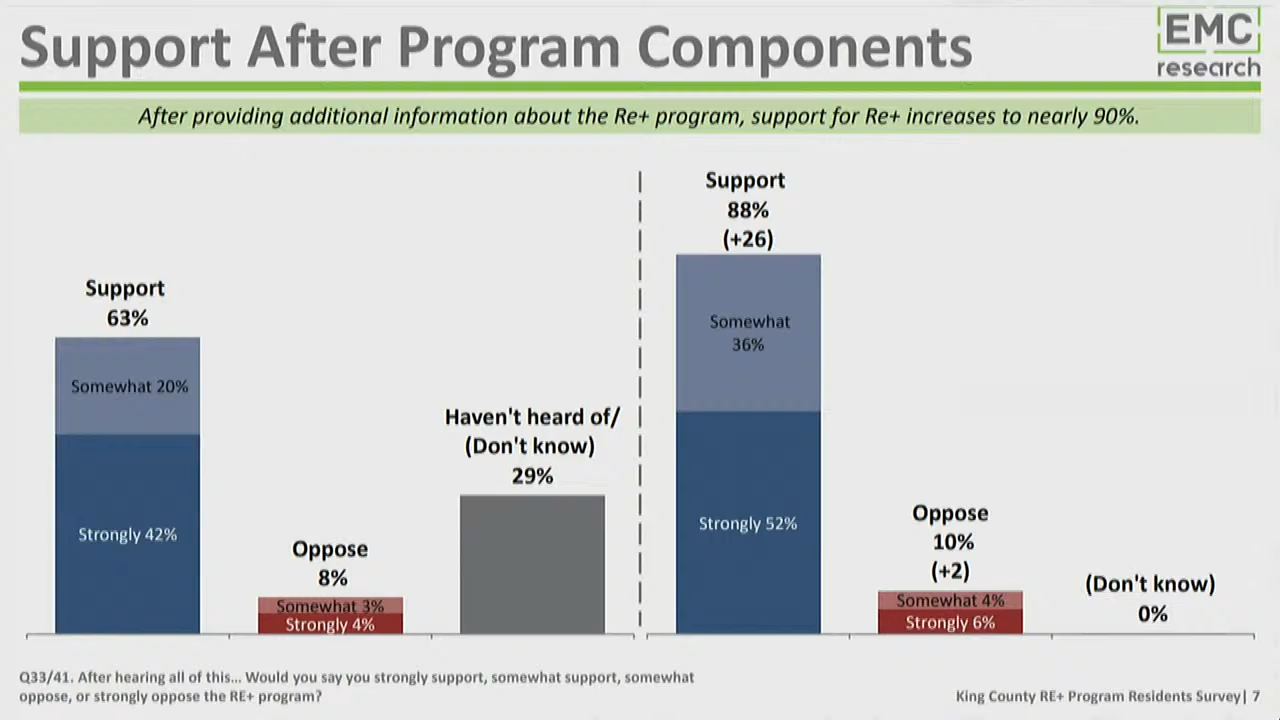 Support After Program Components
EMC
research
After providing additional information about the Re+ program, support for Re+ increases to nearly 90%.
Support
63%
Somewhat 20%
Strongly 42%
Oppose
8%
Somewhat 3%
Strongly 4%
Haven't heard of/
(Don't know)
29%
Support
88%
(+26)
Somewhat
36%
Strongly 52%
Oppose
10%
(+2)
Somewhat 4%
Strongly 6%
(Don't know)
0%
Q33/41. After hearing all of this... Would you say you strongly support, somewhat support, somewhat
oppose, or strongly oppose the RE+ program?
King County RE+ Program Residents Survey| 7